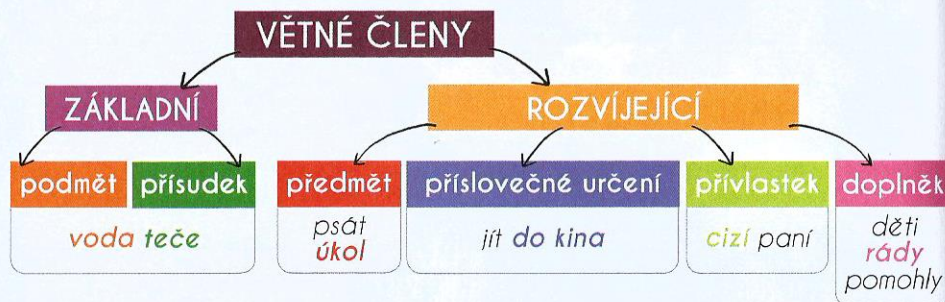 VĚTNÉ ČLENY
ZÁKLADNÍ
ROZVÍJEJÍCÍ
podmět
přísudek
předmět
příslovečné určení
přívlastek
doplněk
voda teče
psát
úkol
jít do kina
cizí paní
děti
rády
pomohly